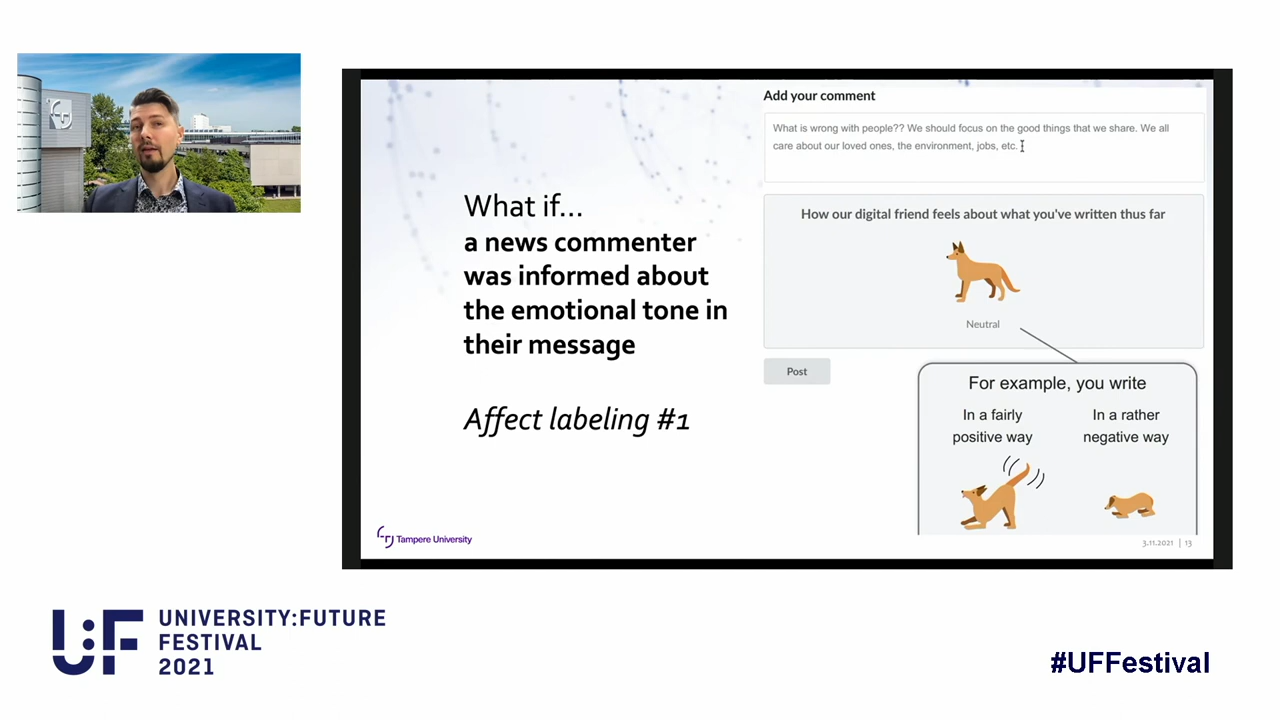 Add your comment
What is wrong with people?? We should focus on the good things that we share. We all
care about our loved ones, the environment, jobs, etc.
What if...
a news commenter
was informed about
the emotional tone in
their message
Affect labeling #1
How our digital friend feels about what you've written thus far
Neutral
Post
For example, you write
In a fairly
positive way
In a rather
negative way
Tampere University
3.11.2021 | 13
U:F
UNIVERSITY:FUTURE
FESTIVAL
2021
#UFFestival